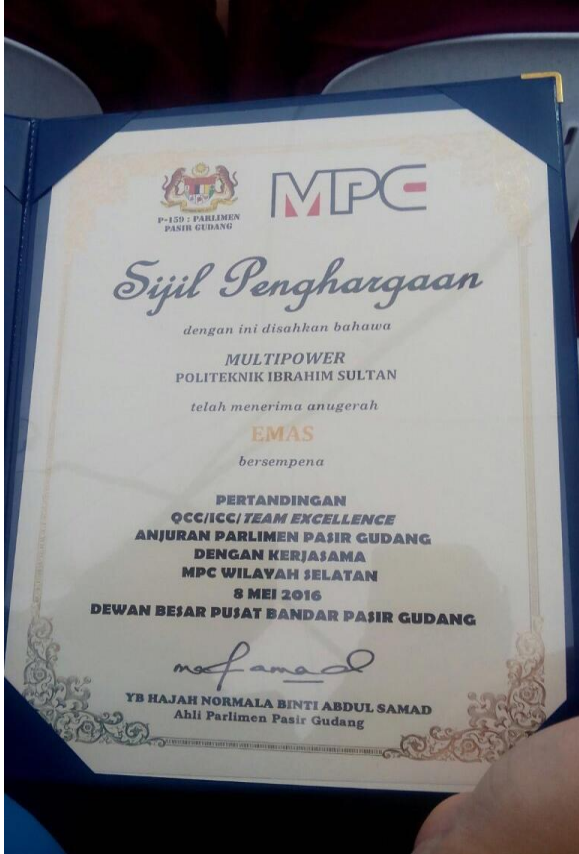 P-159 : PARLIMEN
PASIR GUDANG
MPC
Sijil Penghargaan
dengan ini disahkan bahawa
MULTIPOWER
POLITEKNIK IBRAHIM SULTAN
telah menerima anugerah
EMAS
bersempena
PERTANDINGAN
QCC/ICC/TEAM EXCELLENCE
ANJURAN PARLIMEN PASIR GUDANG
DENGAN KERJASAMA
MPC WILAYAH SELATAN
8 MEI 2016
DEWAN BESAR PUSAT BANDAR PASIR GUDANG
YB HAJAH NORMALA BINTI ABDUL SAMAD
Ahli Parlimen Pasir Gudang